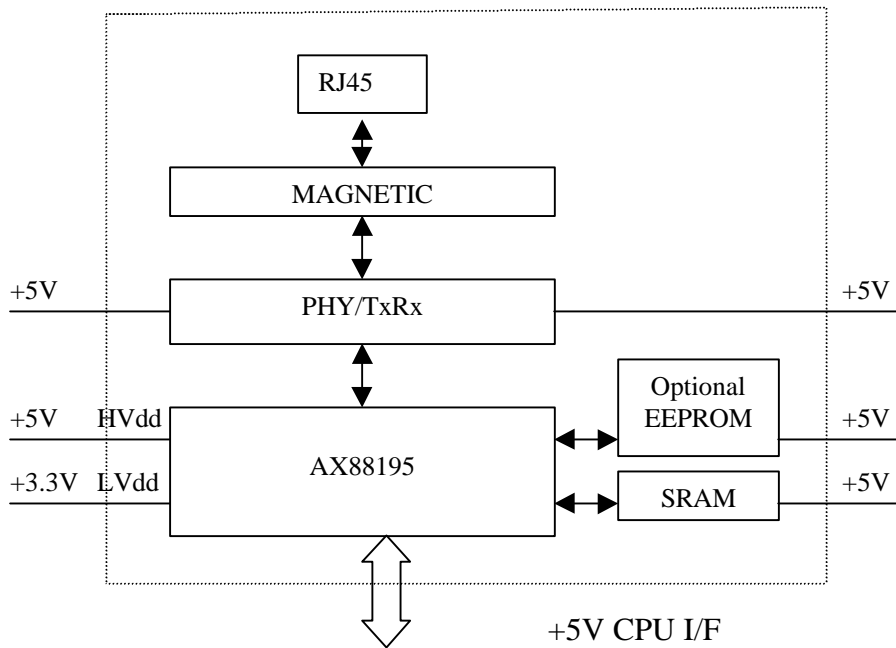 RJ45
MAGNETIC
+5V
PHY/TxRx
+5V
Optional
EEPROM
+5V HVdd
+5V
AX88195
+3.3V LVdd
SRAM
+5V
+5V CPU I/F